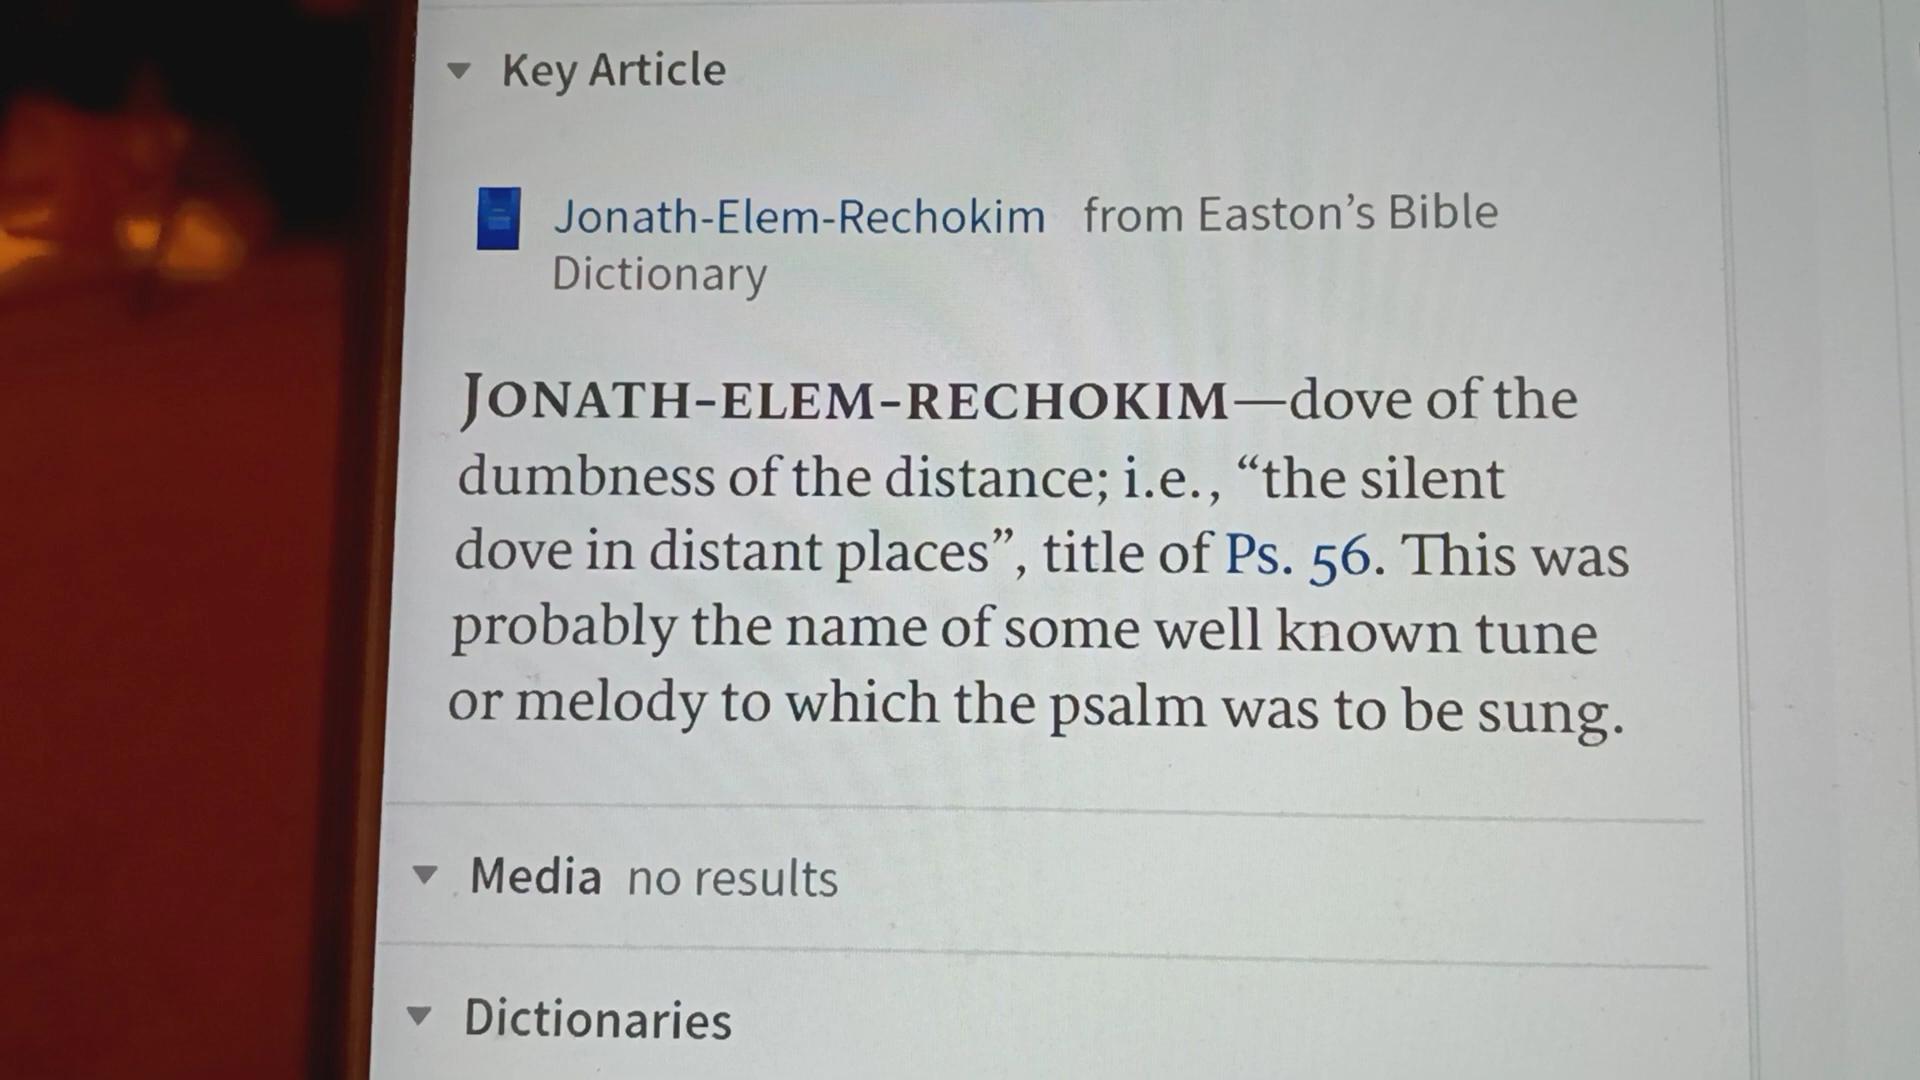 Key Article
Jonath-Elem-Rechokim from Easton’s Bible
Dictionary
JONATH-ELEM-RECHOKIM—dove of the
dumbness of the distance; i.e., “the silent
dove in distant places”, title of Ps. 56. This was
probably the name of some well known tune
or melody to which the psalm was to be sung.
Media no results
Dictionaries